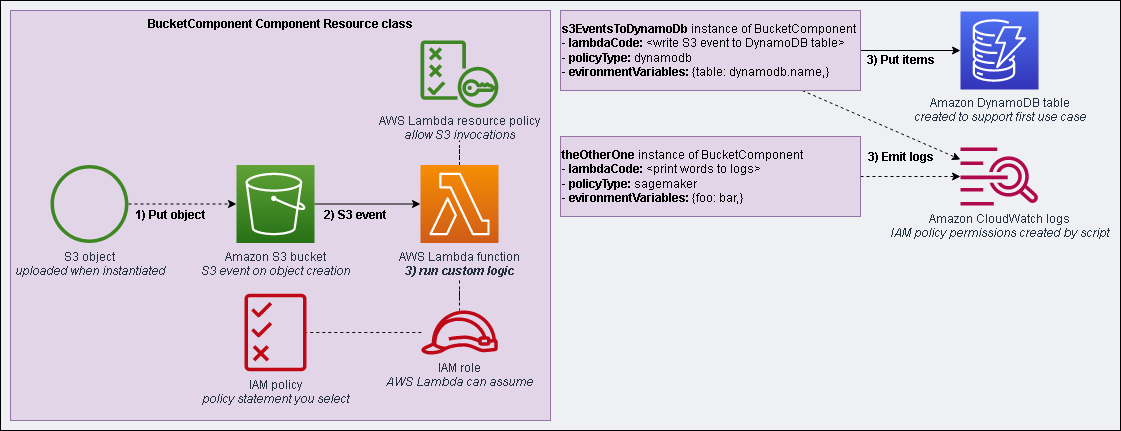 BucketComponent Component Resource class
AWS Lambda resource policy
allow S3 invocations
1) Put object
2) S3 event
S3 object
uploaded when instantiated
Amazon S3 bucket
S3 event on object creation
AWS Lambda function
3) run custom logic
IAM policy
policy statement you select
IAM role
AWS Lambda can assume
s3EventsToDynamoDb instance of BucketComponent
- lambdaCode: <write S3 event to DynamoDB table>
- policyType: dynamodb
- evironmentVariables: {table: dynamodb.name,}
3) Put items
Amazon DynamoDB table
created to support first use case
theOtherOne instance of BucketComponent
- lambdaCode: <print words to logs>
- policyType: sagemaker
- evironmentVariables: {foo: bar,}
3) Emit logs
Amazon CloudWatch logs
IAM policy permissions created by script